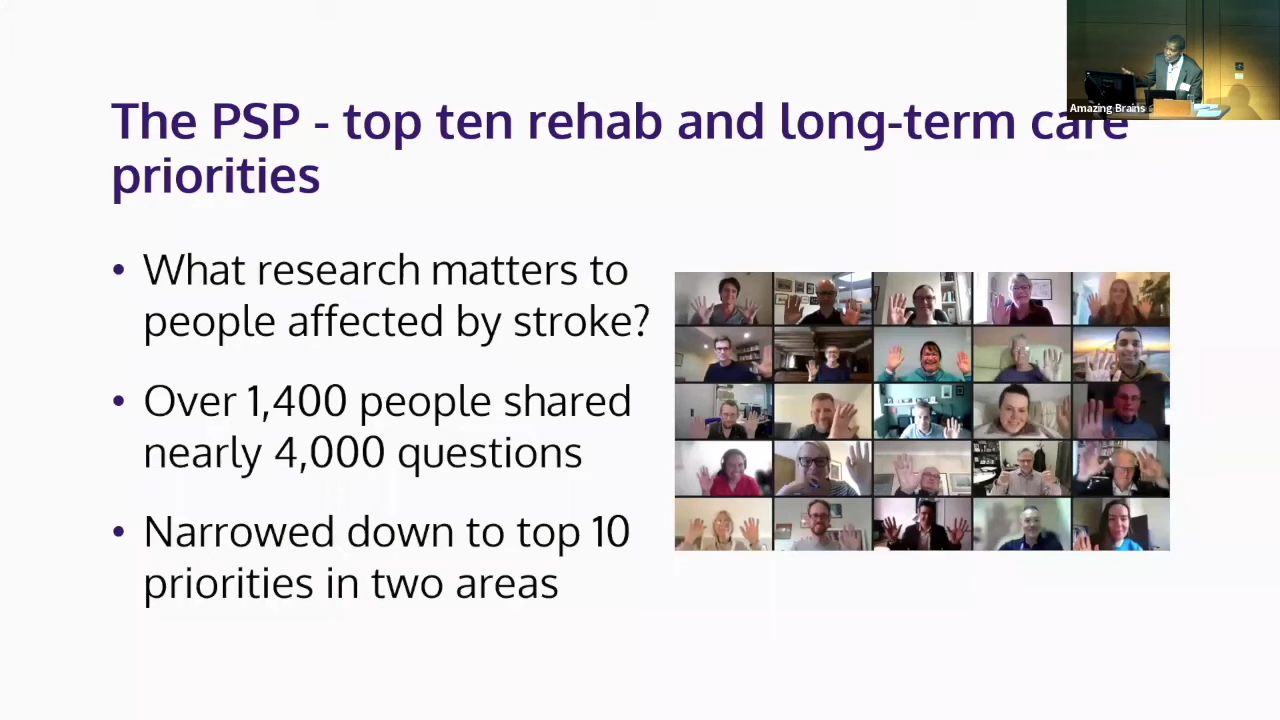 Amazing Brains
The PSP - top ten rehab and long-term care
priorities
• What research matters to
people affected by stroke?
• Over 1,400 people shared
nearly 4,000 questions
• Narrowed down to top 10
priorities in two areas